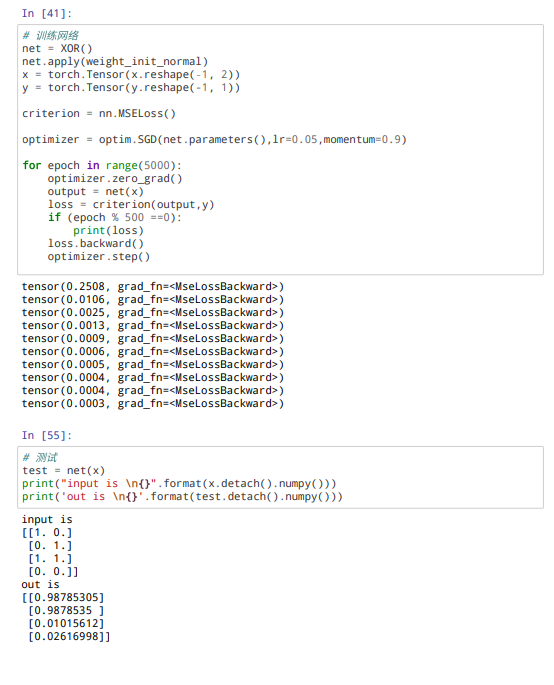 In [41]:
# 训练网络
net = XOR()
net.apply(weight_init_normal)
x = torch.Tensor(x.reshape(-1, 2))
y = torch.Tensor(y.reshape(-1, 1))
criterion = nn.MSELoss()
optimizer = optim.SGD(net.parameters(),lr=0.05,momentum=0.9)
for epoch in range(5000):
    optimizer.zero_grad()
    output = net(x)
    loss = criterion(output,y)
    if (epoch % 500 ==0):
        print(loss)
    loss.backward()
    optimizer.step()
tensor(0.2508, grad_fn=<MseLossBackward>)
tensor(0.0106, grad_fn=<MseLossBackward>)
tensor(0.0025, grad_fn=<MseLossBackward>)
tensor(0.0013, grad_fn=<MseLossBackward>)
tensor(0.0009, grad_fn=<MseLossBackward>)
tensor(0.0006, grad_fn=<MseLossBackward>)
tensor(0.0005, grad_fn=<MseLossBackward>)
tensor(0.0004, grad_fn=<MseLossBackward>)
tensor(0.0004, grad_fn=<MseLossBackward>)
tensor(0.0003, grad_fn=<MseLossBackward>)
In [55]:
# 测试
test = net(x)
print("input is \n{}".format(x.detach().numpy()))
print('out is \n{}'.format(test.detach().numpy()))
input is
[[1. 0.]
 [0. 1.]
 [1. 1.]
 [0. 0.]]
out is
[[0.98785305]
 [0.9878535 ]
 [0.01015612]
 [0.02616998]]